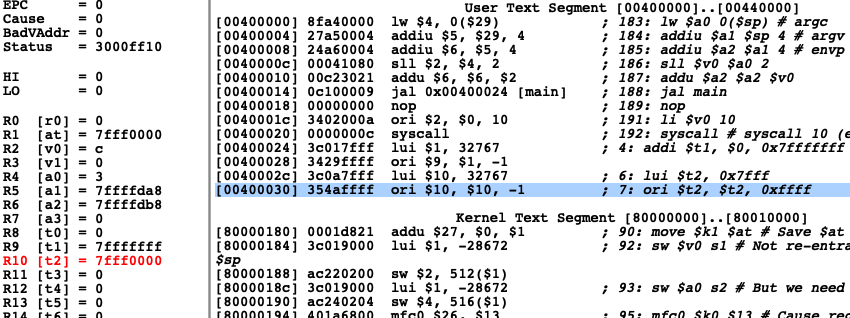 EPC = 0
Cause = 0
BadVAddr = 0
Status = 3000ff10
HI = 0
LO = 0
R0 [r0] = 0
R1 [at] = 7fff0000
R2 [v0] = c
R3 [v1] = 0
R4 [a0] = 3
R5 [a1] = 7ffffda8
R6 [a2] = 7ffffdb8
R7 [a3] = 0
R8 [t0] = 0
R9 [t1] = 7fffffff
R10 [t2] = 7fff0000
R11 [t3] = 0
R12 [t4] = 0
R13 [t5] = 0
R14 [t6] = 0
User Text Segment [00400000]..[00440000]
[00400000] 8fa40000 lw $4, 0($29) ; 183: lw $a0 0($sp) # argc
[00400004] 27a50004 addiu $5, $29, 4 ; 184: addiu $a1 $sp 4 # argv
[00400008] 24a60004 addiu $6, $5, 4 ; 185: addiu $a2 $a1 4 # envp
[0040000c] 00041080 sll $2, $4, 2 ; 186: sll $v0 $a0 2
[00400010] 00c23021 addu $6, $6, $2 ; 187: addu $a2 $a2 $v0
[00400014] 0c100009 jal 0x00400024 [main] ; 188: jal main
[00400018] 00000000 nop ; 189: nop
[0040001c] 3402000a ori $2, $0, 10 ; 191: li $v0 10
[00400020] 0000000c syscall ; 192: syscall # syscall 10 (e
[00400024] 3c017fff lui $1, 32767 ; 4: addi $t1, $0, 0x7fffffff
[00400028] 3429ffff ori $9, $1, -1
[0040002c] 3c0a7fff lui $10, 32767 ; 6: lui $t2, 0x7fff
[00400030] 354affff ori $10, $10, -1 ; 7: ori $t2, $t2, 0xffff
Kernel Text Segment [80000000]..[80010000]
[80000180] 0001d821 addu $27, $0, $1 ; 90: move $k1 $at # Save $at
[80000184] 3c019000 lui $1, -28672 ; 92: sw $v0 s1 # Not re-entra
$sp
[80000188] ac220200 sw $2, 512($1)
[8000018c] 3c019000 lui $1, -28672 ; 93: sw $a0 s2 # But we need
[80000190] ac240204 sw $4, 516($1)
[80000194] 401a6800 mfc0 $26, $13 ; 95: mfc0 $k0 $13 # Cause reg